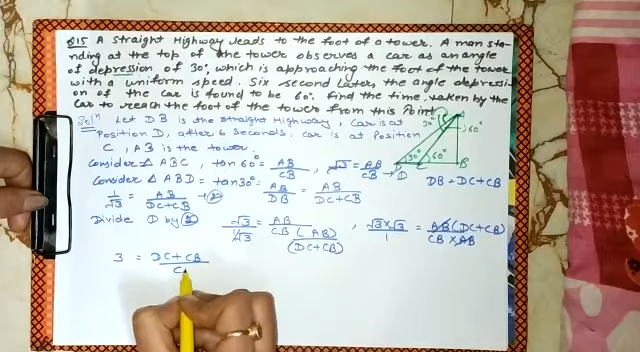 Q15 A straight Highway leads to the foot of a tower. A man sta-
nding at the top of the tower observes a car as an angle
of depression of 30°, which is approaching the foot of the tower
with a uniform speed. Six second later, the angle depressi-
on of the car is found to be 60°. Find the time taken by the
car to reach the foot of the tower from this point
Sol^n Let DB is the straight Highway, car is at
Position D, after 6 seconds, car is at Position
C, AB is the tower.
Consider △ ABC, tan 60° = AB/CB, √3 = AB/CB → ①
Consider △ ABD = tan 30° = AB/DB = AB/DC+CB DB = DC + CB
1/√3 = AB/DC+CB → ②
Divide ① by ② √3/(1/√3) = AB/CB (AB)/(DC+CB), √3×√3/1 = AB(DC+CB)/CB × AB
3 = DC+CB/C
A
60°
30° 60°
D C B